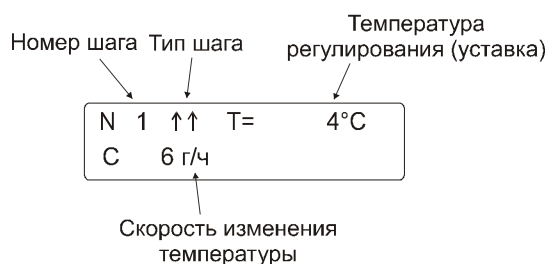 Температура
регулирования (уставка)
Номер шага Тип шага
N 1 ↑↑ T= 4°C
C 6 г/ч
Скорость изменения
температуры